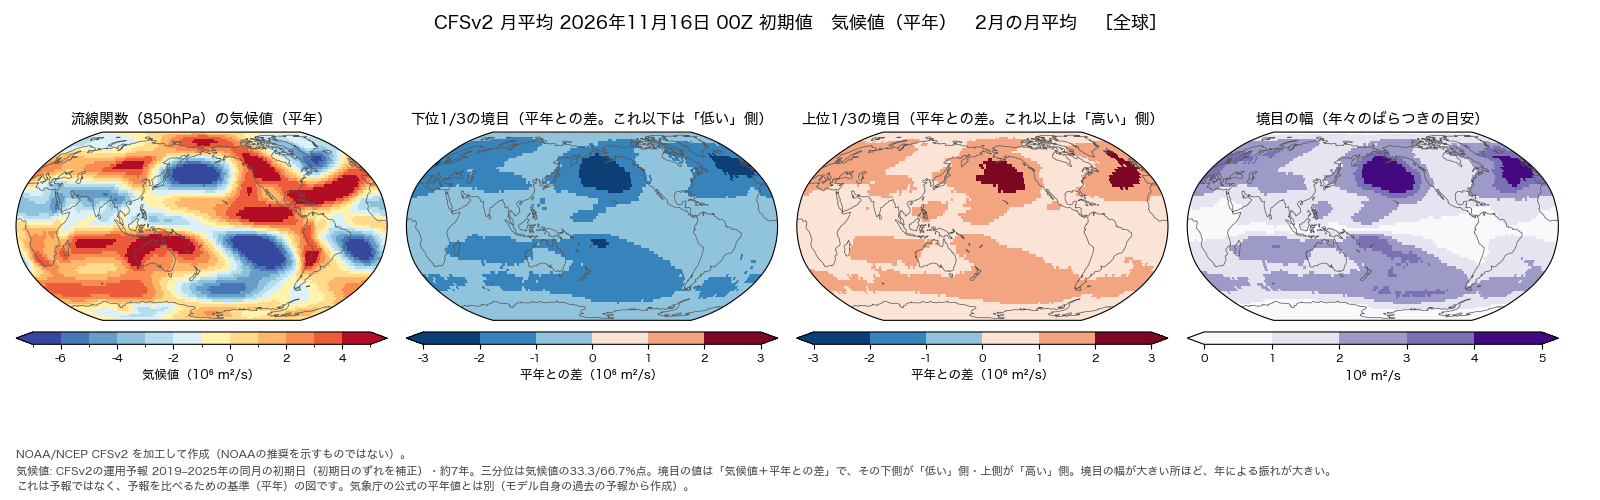 CFSv2 月平均 2026年11月16日 00Z 初期値　気候値（平年）　2月の月平均　［全球］
流線関数（850hPa）の気候値（平年）
下位1/3の境目（平年との差。これ以下は「低い」側）
上位1/3の境目（平年との差。これ以上は「高い」側）
境目の幅（年々のばらつきの目安）
-6 -4 -2 0 2 4
-3 -2 -1 0 1 2 3
-3 -2 -1 0 1 2 3
0 1 2 3 4 5
気候値（10⁶ m²/s）
平年との差（10⁶ m²/s）
平年との差（10⁶ m²/s）
10⁶ m²/s
NOAA/NCEP CFSv2 を加工して作成（NOAAの推奨を示すものではない）。
気候値: CFSv2の運用予報 2019–2025年の同月の初期日（初期日のずれを補正）・約7年。三分位は気候値の33.3/66.7%点。境目の値は「気候値＋平年との差」で、その下側が「低い」側・上側が「高い」側。境目の幅が大きい所ほど、年による振れが大きい。
これは予報ではなく、予報を比べるための基準（平年）の図です。気象庁の公式の平年値とは別（モデル自身の過去の予報から作成）。